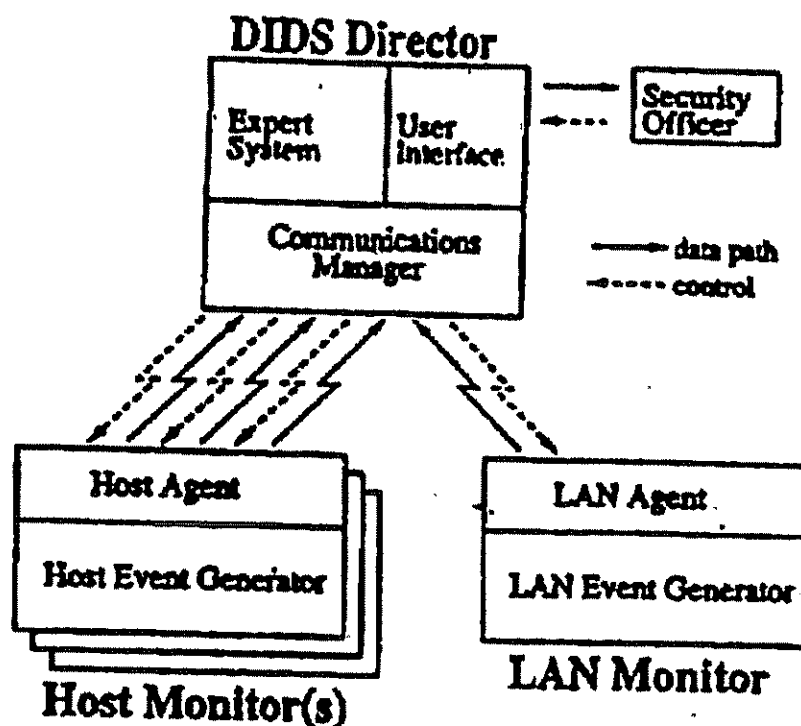 DIDS Director
Expert
System
User
Interface
Security
Officer
Communications
Manager
data path
control
Host Agent
Host Event Generator
Host Monitor(s)
LAN Agent
LAN Event Generator
LAN Monitor